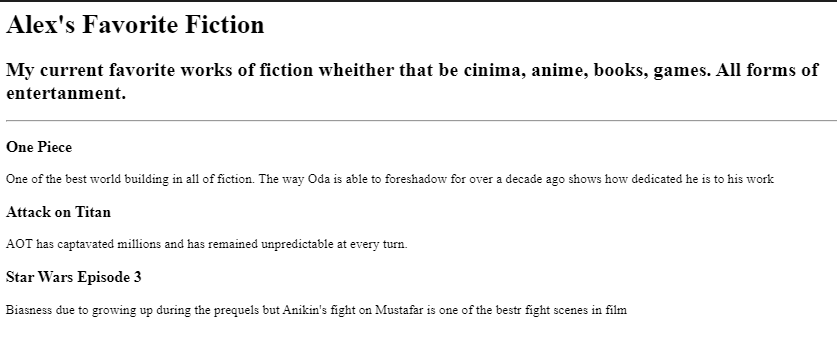 Alex's Favorite Fiction
My current favorite works of fiction wheither that be cinima, anime, books, games. All forms of
entertanment.
One Piece
One of the best world building in all of fiction. The way Oda is able to foreshadow for over a decade ago shows how dedicated he is to his work
Attack on Titan
AOT has captavated millions and has remained unpredictable at every turn.
Star Wars Episode 3
Biasness due to growing up during the prequels but Anikin's fight on Mustafar is one of the bestr fight scenes in film